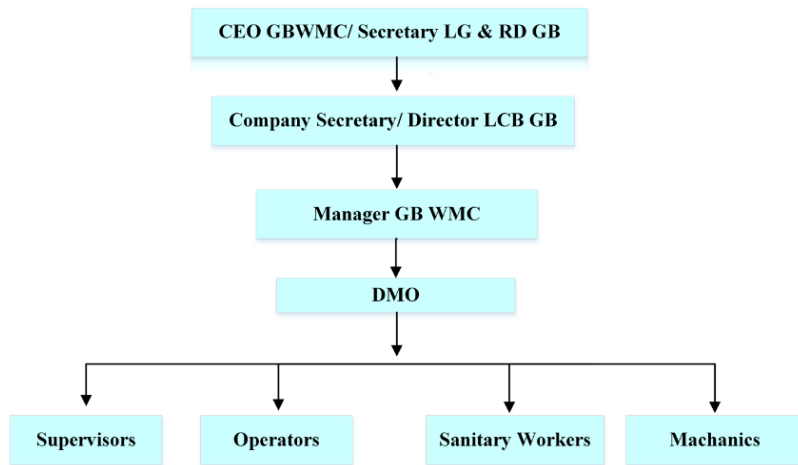 CEO GBWMC/ Secretary LG & RD GB
Company Secretary/ Director LCB GB
Manager GB WMC
DMO
Supervisors
Operators
Sanitary Workers
Machanics